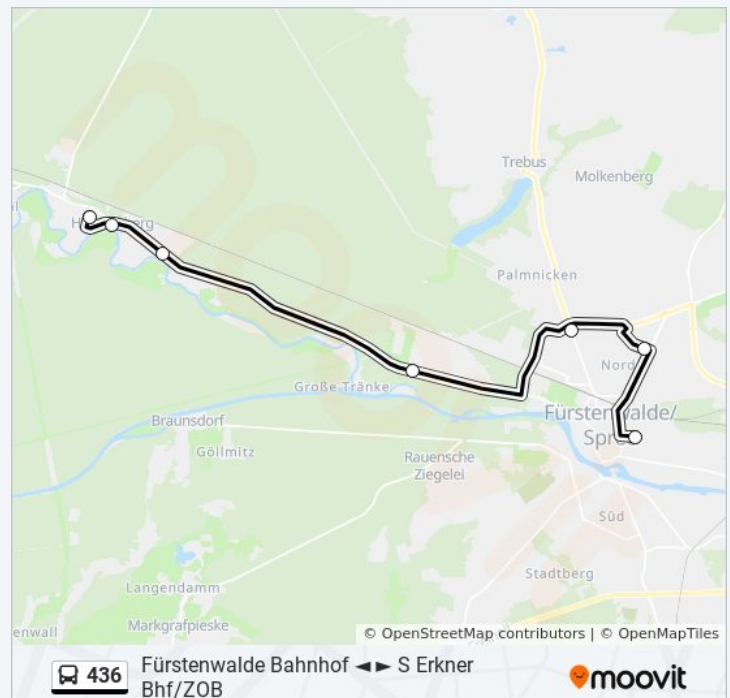 Trebus
Molkenberg
Palmnicken
Nord
Große Tränke
Fürstenwalde/
Spree
Braunsdorf
Göllmitz
Rauensche
Ziegelei
Süd
Stadtberg
Langendamm
Markgrafpieske
enwall
© OpenStreetMap contributors | © OpenMapTiles
436
Fürstenwalde Bahnhof ◄► S Erkner
Bhf/ZOB
moovit